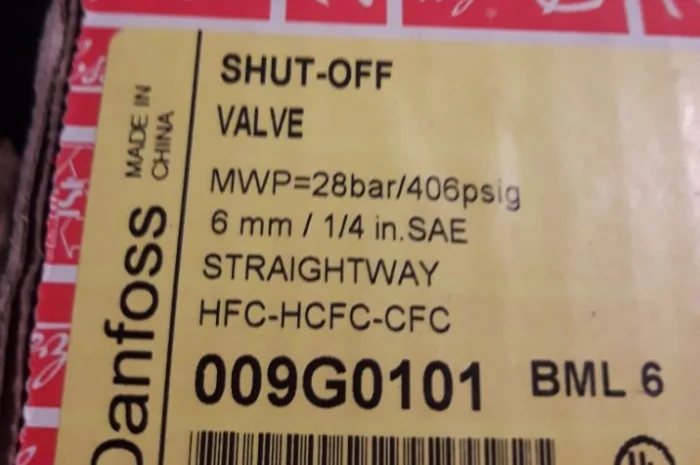 SHUT-OFF
VALVE
MWP=28bar/406psig
6 mm / 1/4 in.SAE
STRAIGHTWAY
HFC-HCFC-CFC
009G0101 BML 6
MADE IN
CHINA
Danfoss